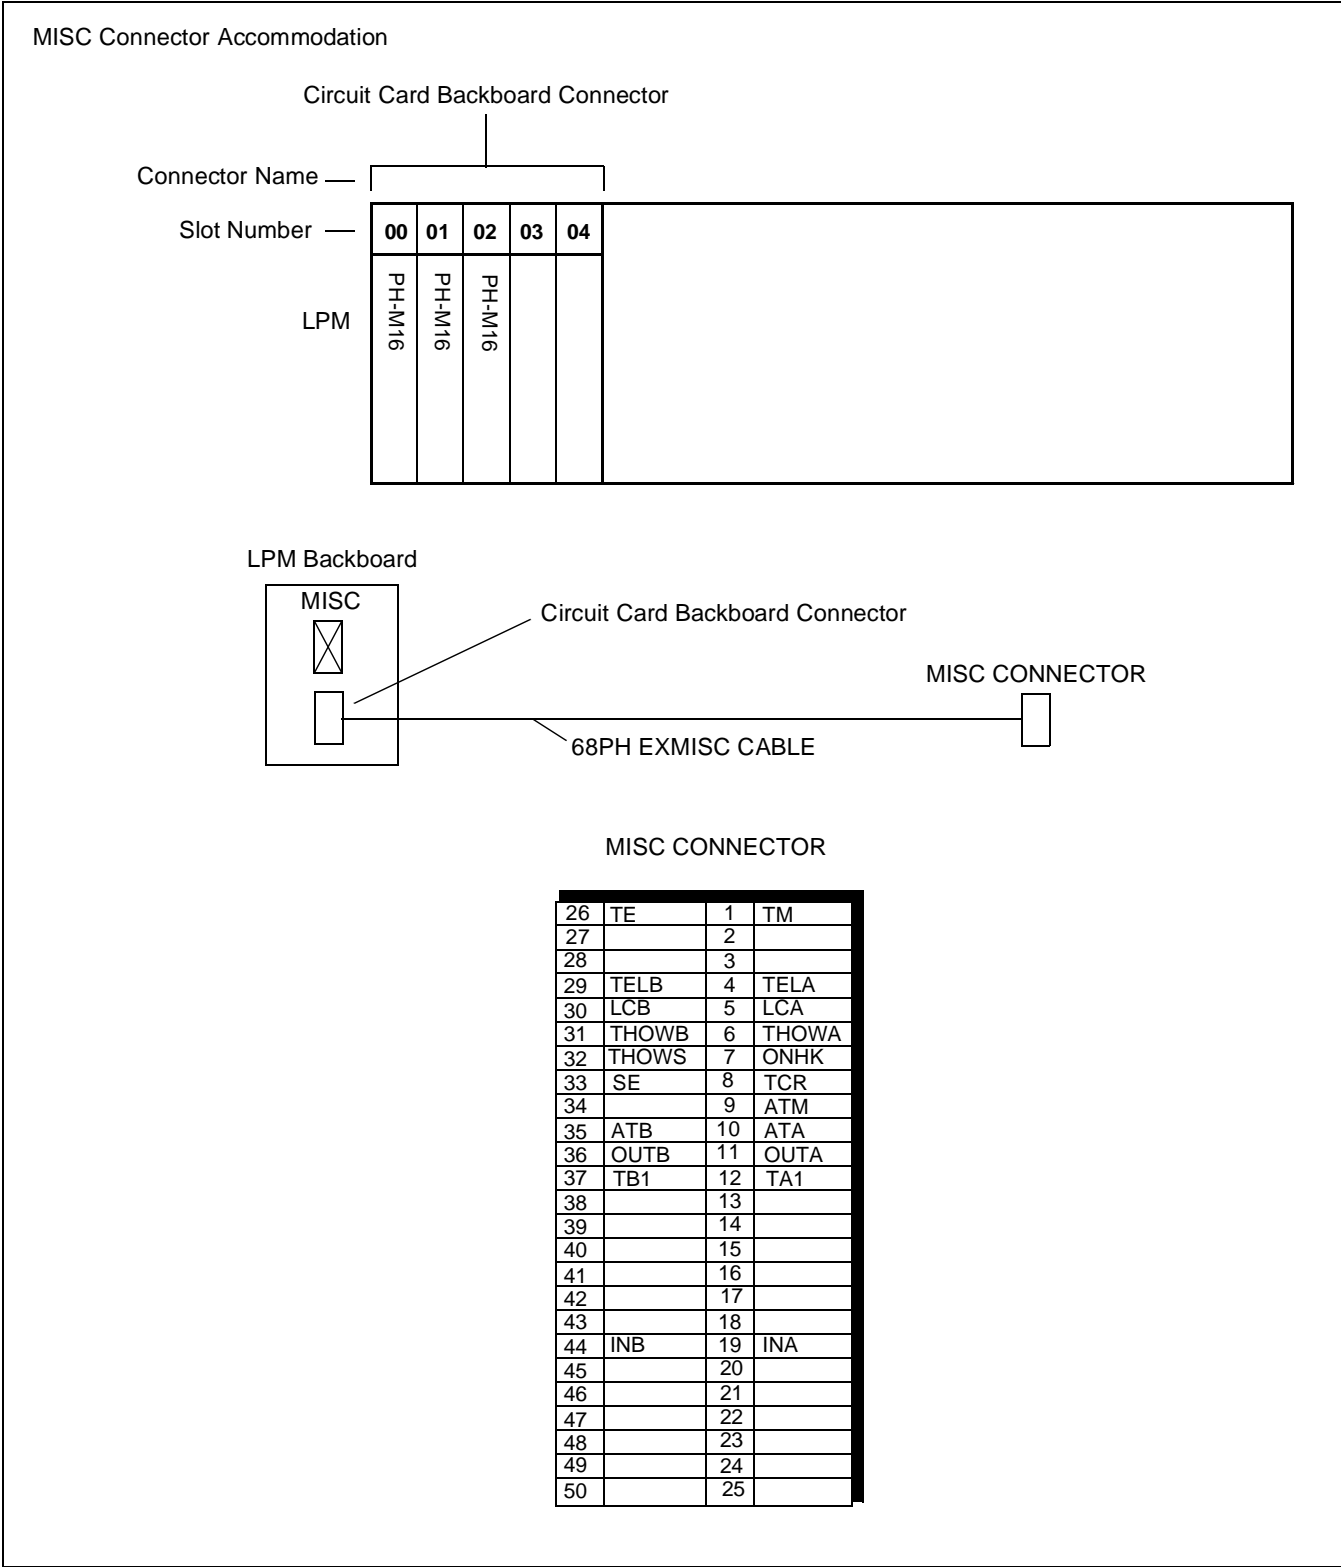 MISC Connector Accommodation
Circuit Card Backboard Connector
Connector Name
Slot Number
00 01 02 03 04
LPM
PH-M16 PH-M16 PH-M16
LPM Backboard
MISC
Circuit Card Backboard Connector
MISC CONNECTOR
68PH EXMISC CABLE
MISC CONNECTOR
26 TE 1 TM
27 2
28 3
29 TELB 4 TELA
30 LCB 5 LCA
31 THOWB 6 THOWA
32 THOWS 7 ONHK
33 SE 8 TCR
34 9 ATM
35 ATB 10 ATA
36 OUTB 11 OUTA
37 TB1 12 TA1
38 13
39 14
40 15
41 16
42 17
43 18
44 INB 19 INA
45 20
46 21
47 22
48 23
49 24
50 25